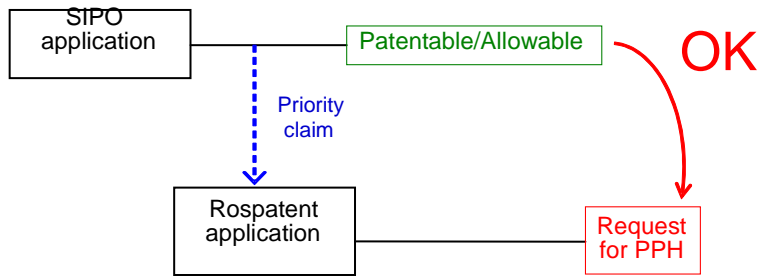 SIPO
application
Patentable/Allowable
OK
Priority
claim
Rospatent
application
Request
for PPH